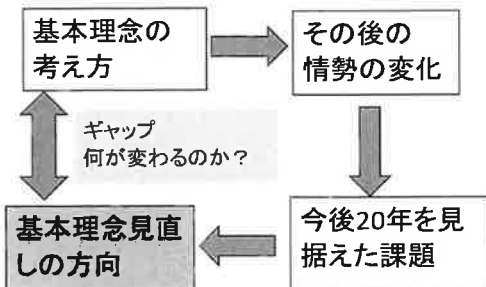 基本理念の
考え方
その後の
情勢の変化
ギャップ
何が変わるのか？
基本理念見直
しの方向
今後20年を見
据えた課題